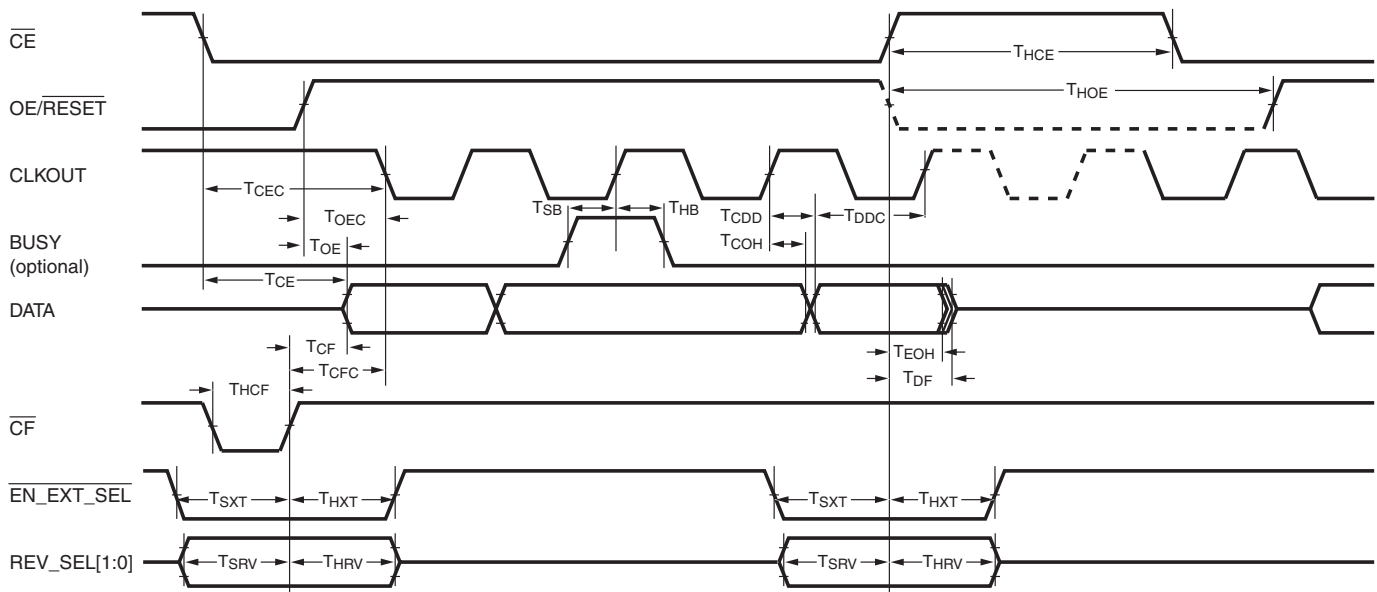 CE
THCE
OE/RESET
THOE
CLKOUT
TCEC
TOEC
TSB THB TCDD TDDC
BUSY
(optional)
TOE
TCOH
TCE
DATA
TCF
TEOH
TCFC
TDF
THCF
CF
EN_EXT_SEL TSXT THXT TSXT THXT
REV_SEL[1:0] TSRV THRV TSRV THRV